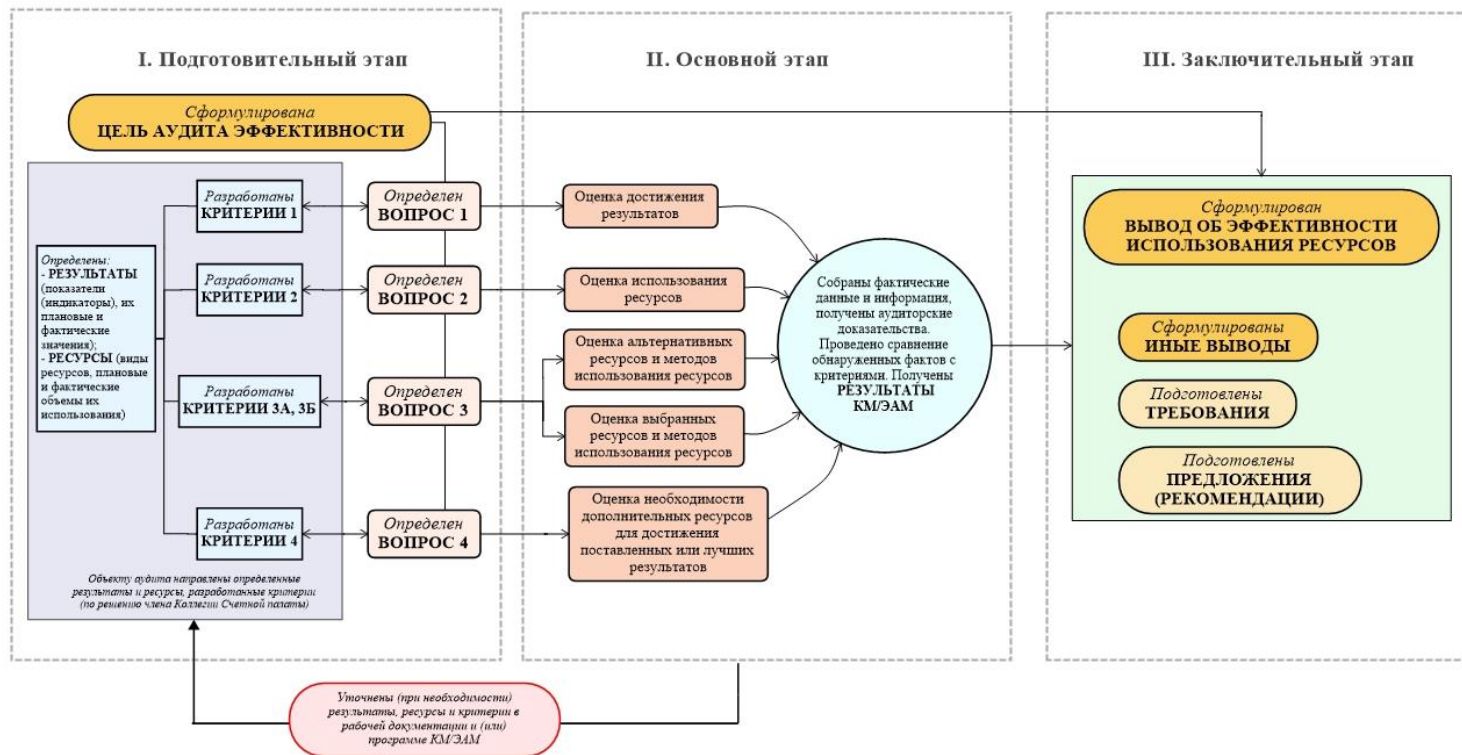 I. Подготовительный этап
Сформулирована
ЦЕЛЬ АУДИТА ЭФФЕКТИВНОСТИ
Определены:
- РЕЗУЛЬТАТЫ
(показатели
(индикаторы), их
плановые и
фактические
значения);
- РЕСУРСЫ (виды
ресурсов, плановые
и фактические
объемы их
использования)
Разработаны
КРИТЕРИИ 1
Определен
ВОПРОС 1
Разработаны
КРИТЕРИИ 2
Определен
ВОПРОС 2
Разработаны
КРИТЕРИИ 3А, 3Б
Определен
ВОПРОС 3
Разработаны
КРИТЕРИИ 4
Определен
ВОПРОС 4
Объекту аудита направлены определенные
результаты и ресурсы, разработанные критерии
(по решению члена Коллегии Счетной палаты)
II. Основной этап
Оценка достижения
результатов
Оценка использования
ресурсов
Оценка альтернативных
ресурсов и методов
использования ресурсов
Оценка выбранных
ресурсов и методов
использования ресурсов
Оценка необходимости
дополнительных ресурсов
для достижения
поставленных или лучших
результатов
Собраны фактические
данные и информация,
получены аудиторские
доказательства.
Проведено сравнение
обнаруженных фактов с
критериями. Получены
РЕЗУЛЬТАТЫ
КМ/ЭАМ
III. Заключительный этап
Сформулирован
ВЫВОД ОБ ЭФФЕКТИВНОСТИ
ИСПОЛЬЗОВАНИЯ РЕСУРСОВ
Сформулированы
ИНЫЕ ВЫВОДЫ
Подготовлены
ТРЕБОВАНИЯ
Подготовлены
ПРЕДЛОЖЕНИЯ
(РЕКОМЕНДАЦИИ)
Уточнены (при необходимости)
результаты, ресурсы и критерии в
рабочей документации и (или)
программе КМ/ЭАМ